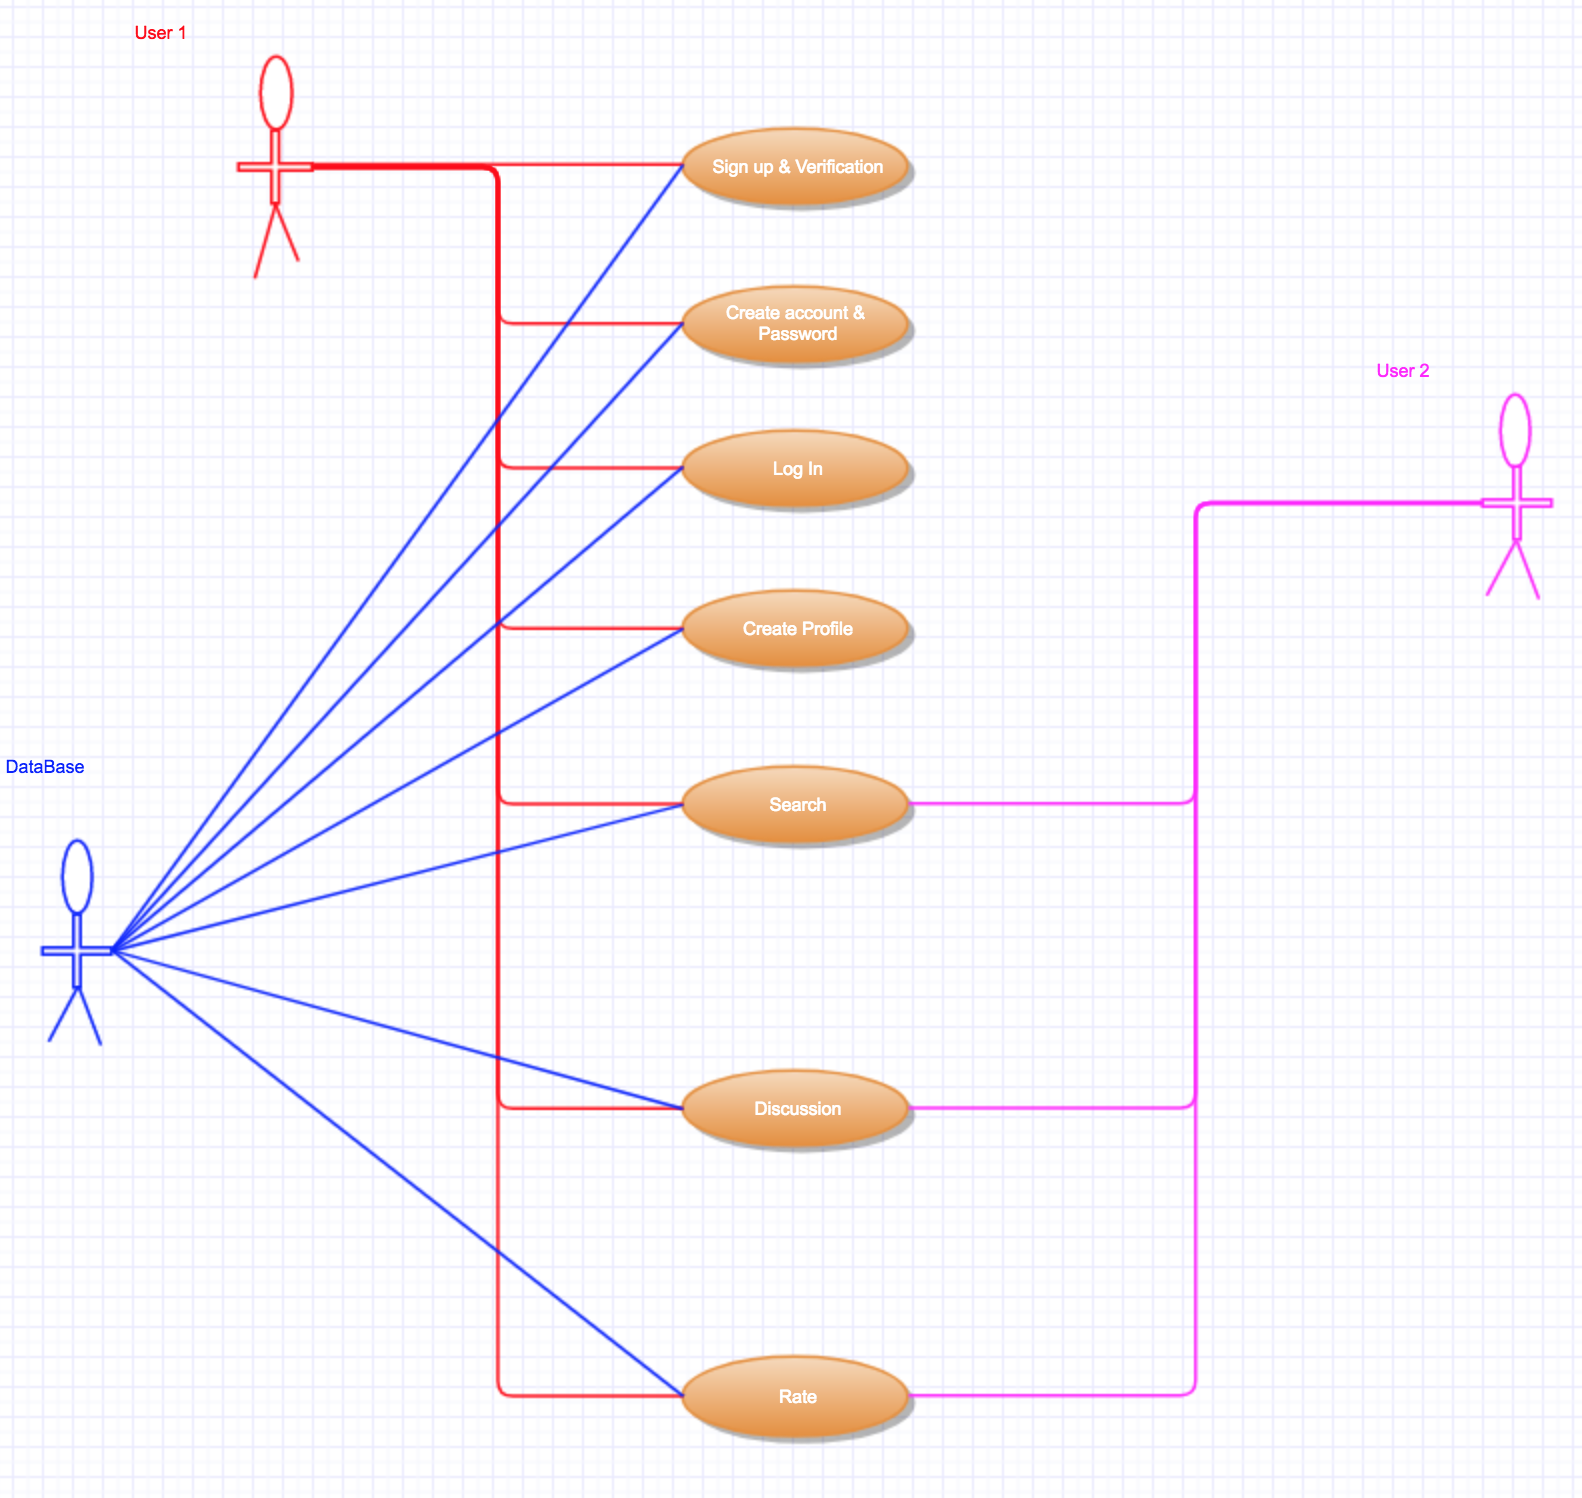 User 1
Sign up & Verification
Create account &
Password
User 2
Log In
Create Profile
DataBase
Search
Discussion
Rate